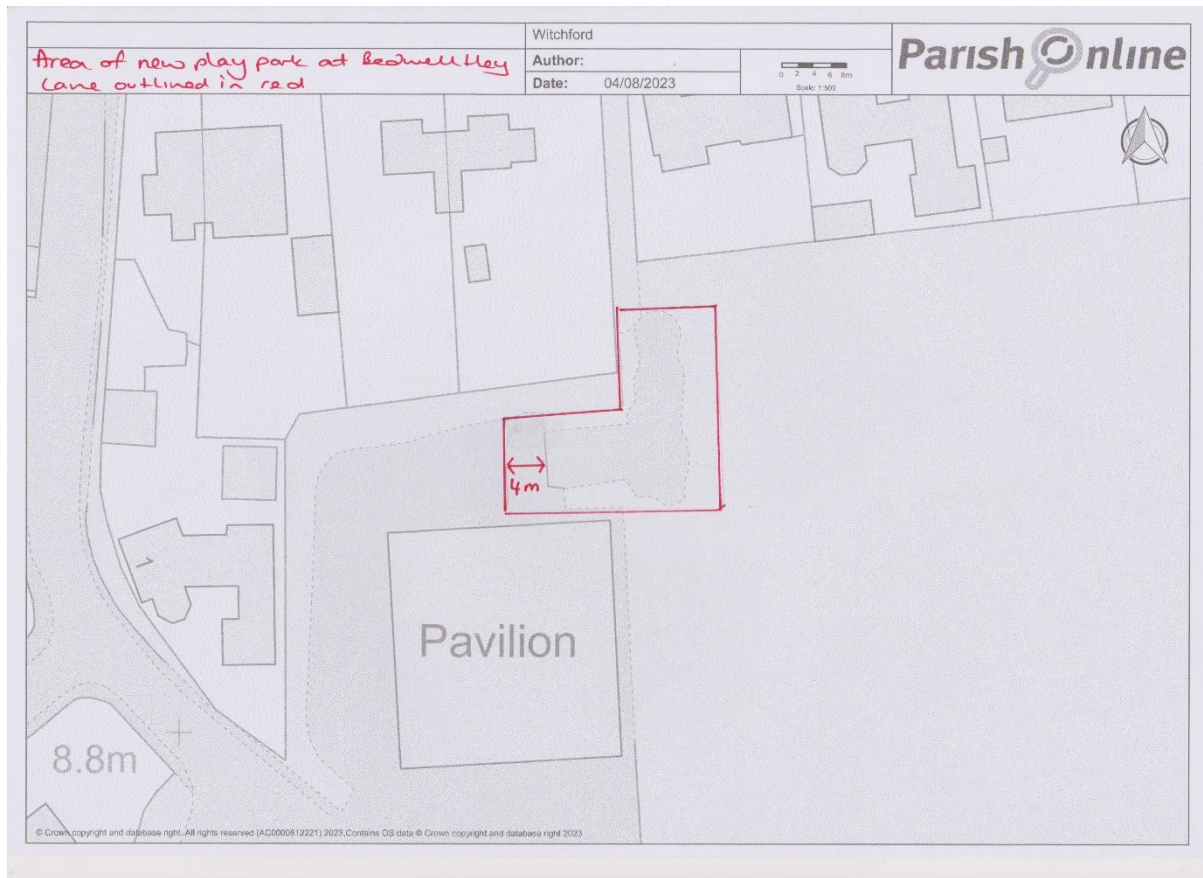 Witchford
Area of new play park at Bedwell Hey
Lane outlined in red
Author:
Date: 04/08/2023
0 2 4 6 8m
Scale: 1:500
Parish Online
4m
1
Pavilion
8.8m
© Crown copyright and database right. All rights reserved (AC0000812221) 2023,Contains OS data © Crown copyright and database right 2023